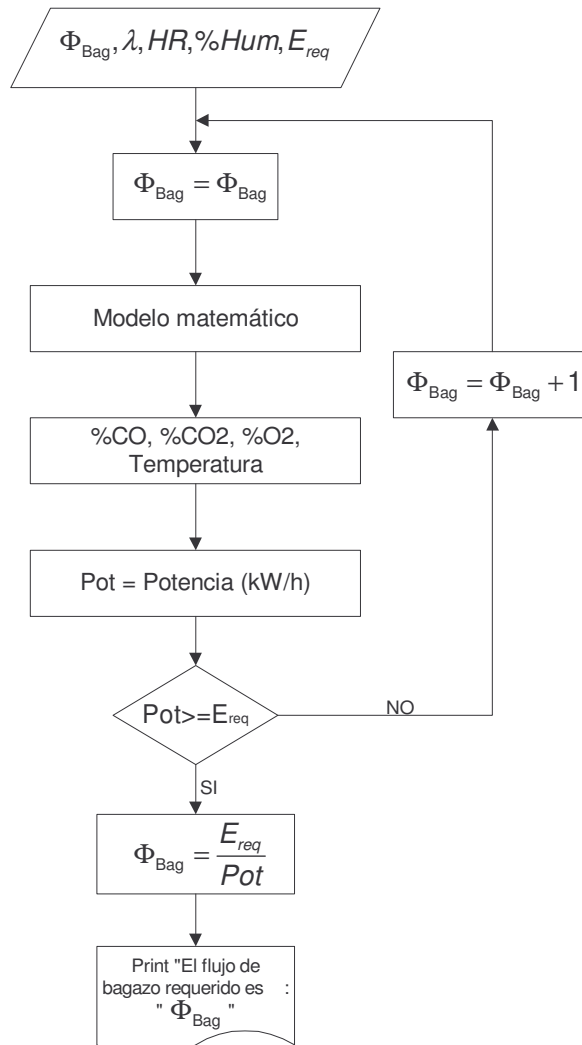 Φ_Bag, λ, HR, %Hum, E_req
Φ_Bag = Φ_Bag
Modelo matemático
Φ_Bag = Φ_Bag + 1
%CO, %CO2, %O2,
Temperatura
Pot = Potencia (kW/h)
Pot>=E_req
NO
SI
Φ_Bag = E_req / Pot
Print "El flujo de
bagazo requerido es :
" Φ_Bag "